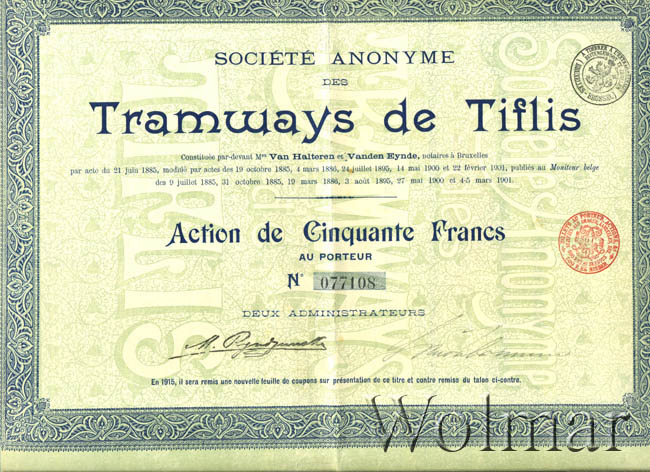 SOCIÉTÉ ANONYME
DES
Tramways de Tiflis
Constituée par-devant Mes Van Halteren et Vanden Eynde, notaires à Bruxelles
par acte du 21 juin 1885, modifié par actes des 19 octobre 1885, 4 mars 1886, 24 juillet 1895, 14 mai 1900 et 22 février 1901, publiés au Moniteur belge
des 9 juillet 1885, 31 octobre 1885, 19 mars 1886, 3 août 1895, 27 mai 1900 et 4-5 mars 1901.
Action de Cinquante Francs
AU PORTEUR
N° 077108
DEUX ADMINISTRATEURS
En 1915, il sera remis une nouvelle feuille de coupons sur présentation de ce titre et contre remise du talon ci-contre.
Wolmar